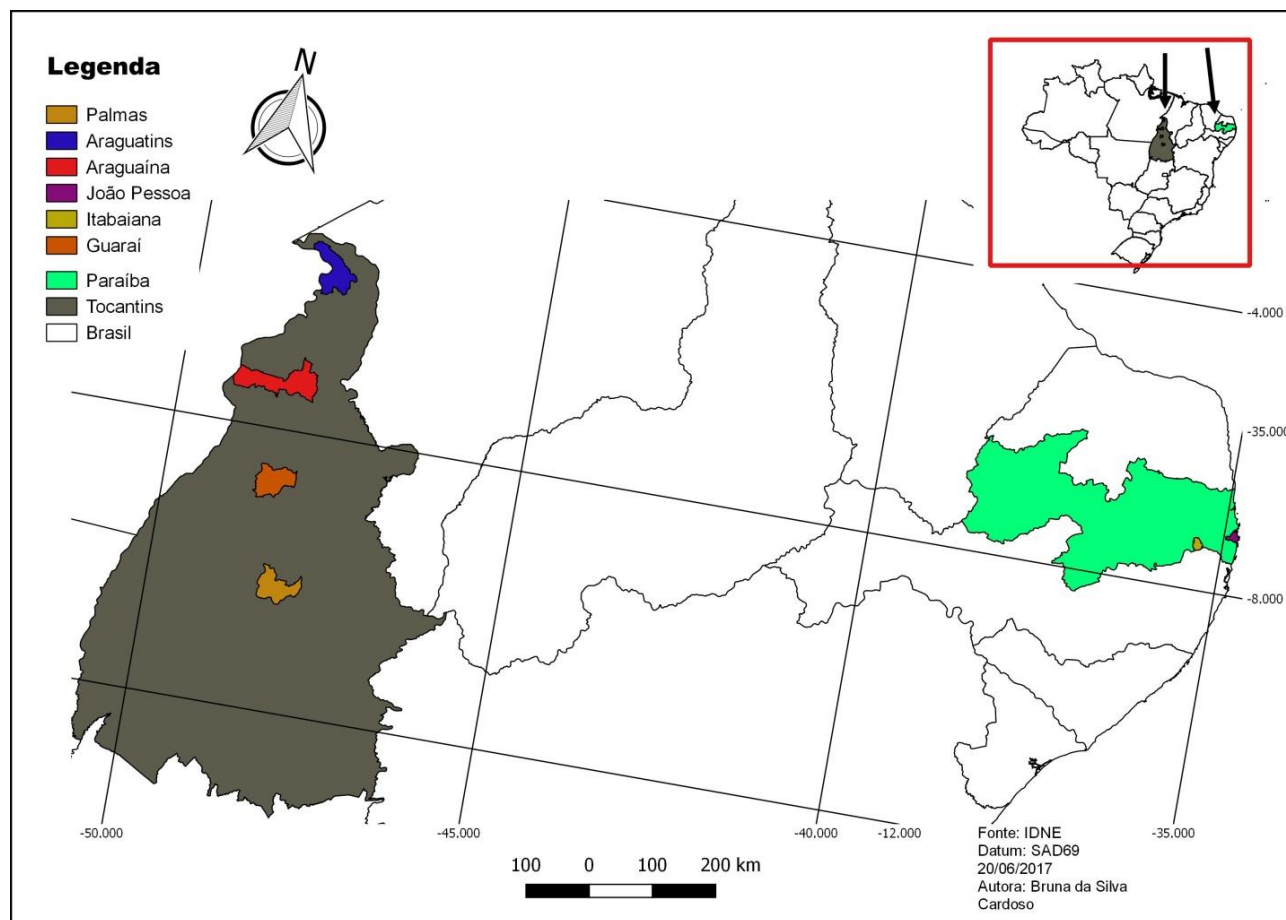 Legenda
N
Palmas
Araguatins
Araguaína
João Pessoa
Itabaiana
Guaraí
Paraíba
Tocantins
Brasil
-4.000
-35.000
-8.000
-50.000
-45.000
-40.000
-12.000
-35.000
100 0 100 200 km
Fonte: IDNE
Datum: SAD69
20/06/2017
Autora: Bruna da Silva
Cardoso